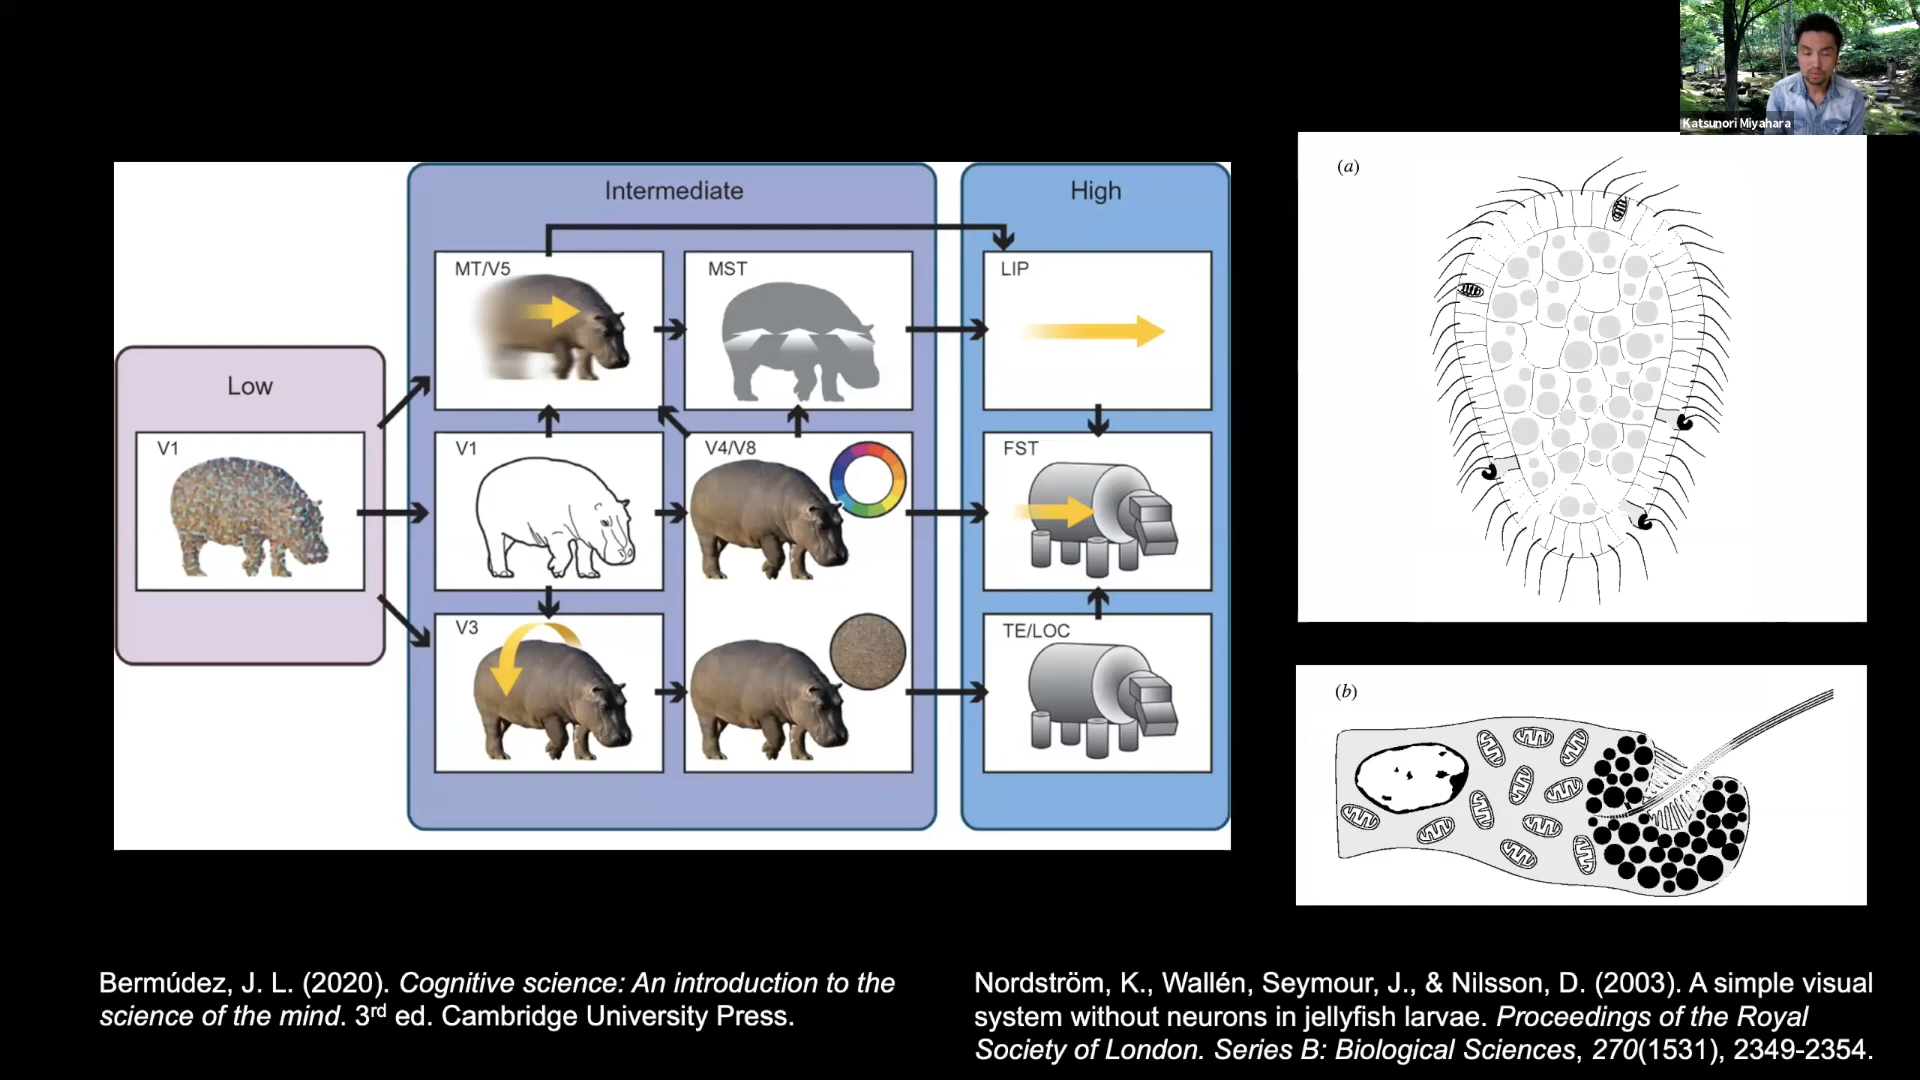 Katsunori Miyahara
Low
V1
Intermediate
MT/V5
MST
V1
V4/V8
V3
High
LIP
FST
TE/LOC
(a)
(b)
Bermúdez, J. L. (2020). Cognitive science: An introduction to the
science of the mind. 3rd ed. Cambridge University Press.
Nordström, K., Wallén, Seymour, J., & Nilsson, D. (2003). A simple visual
system without neurons in jellyfish larvae. Proceedings of the Royal
Society of London. Series B: Biological Sciences, 270(1531), 2349-2354.